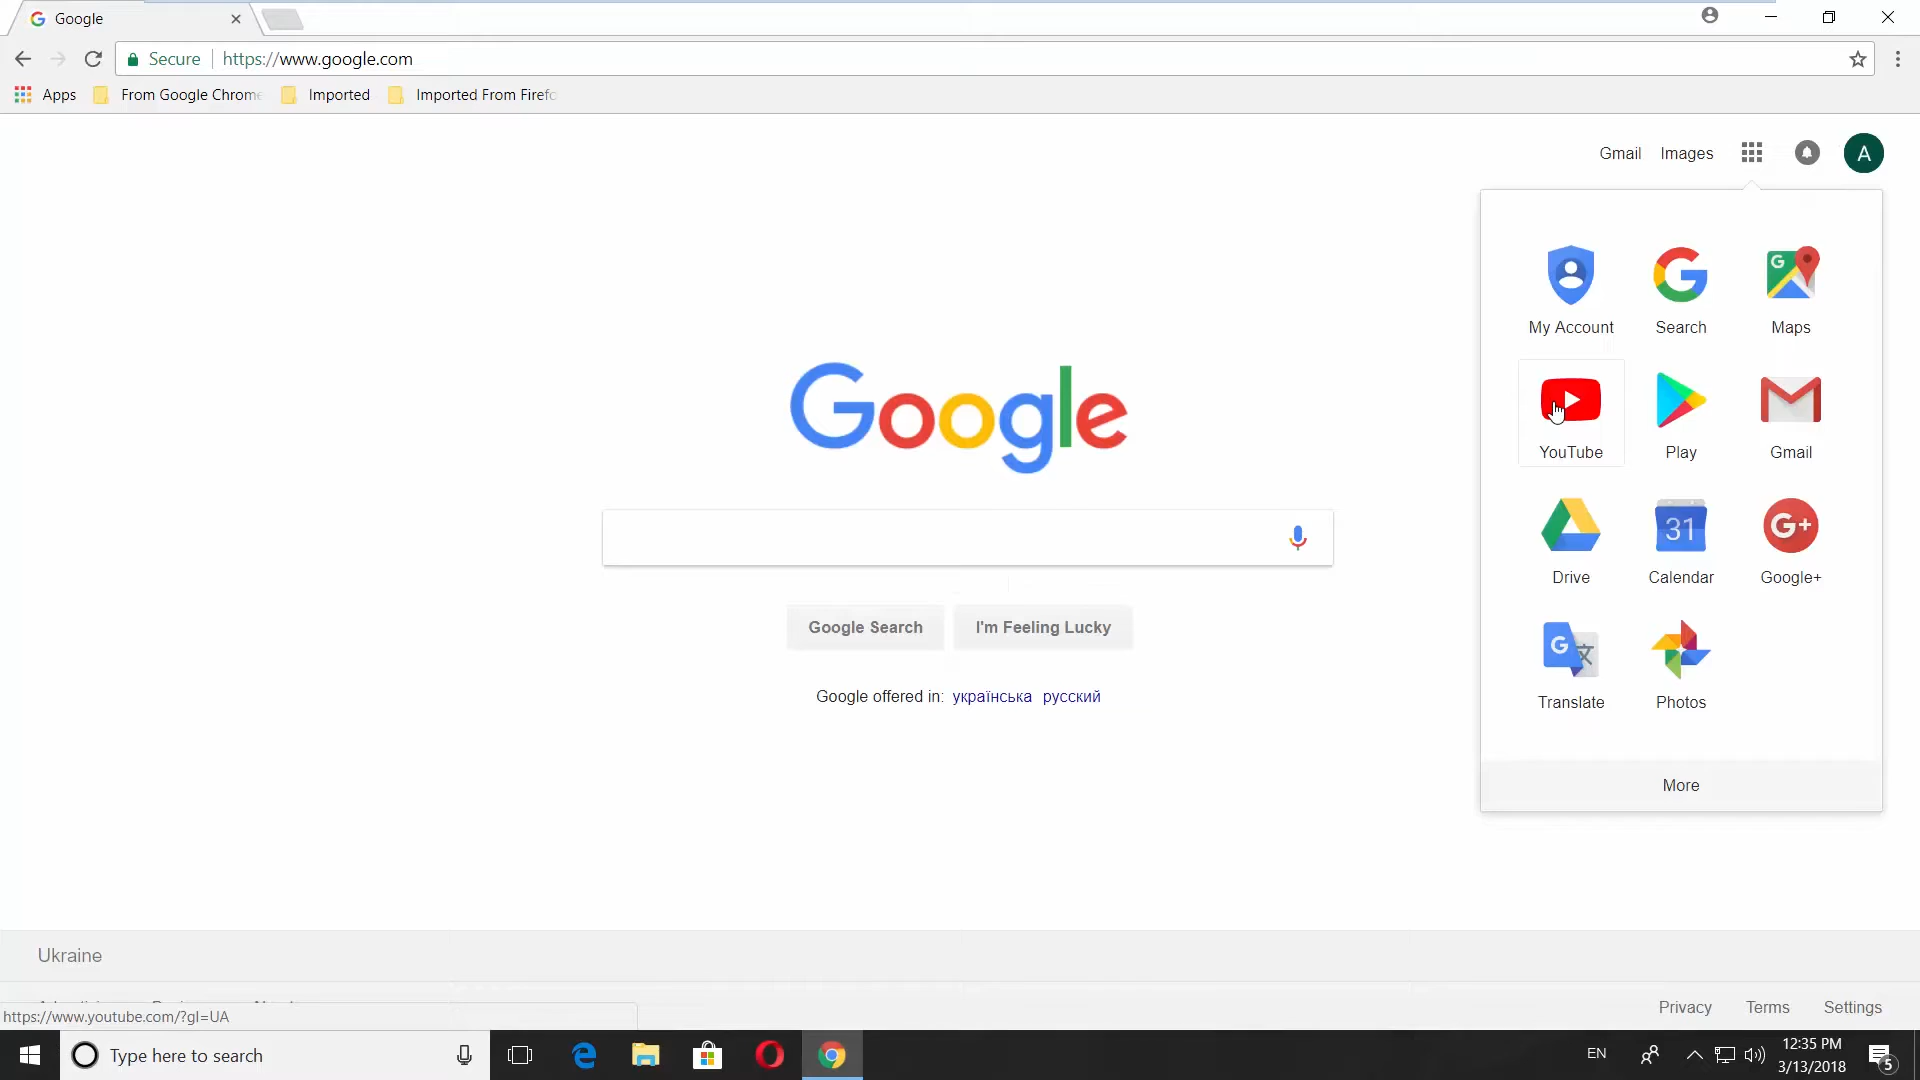 Google
Secure https://www.google.com
Apps From Google Chrome Imported Imported From Firefo
Gmail Images A
My Account Search Maps
YouTube Play Gmail
31 G+
Drive Calendar Google+
Translate Photos
More
Google
Google Search I'm Feeling Lucky
Google offered in: українська русский
Ukraine
Privacy Terms Settings
https://www.youtube.com/?gl=UA
Type here to search
EN 12:35 PM
3/13/2018
5